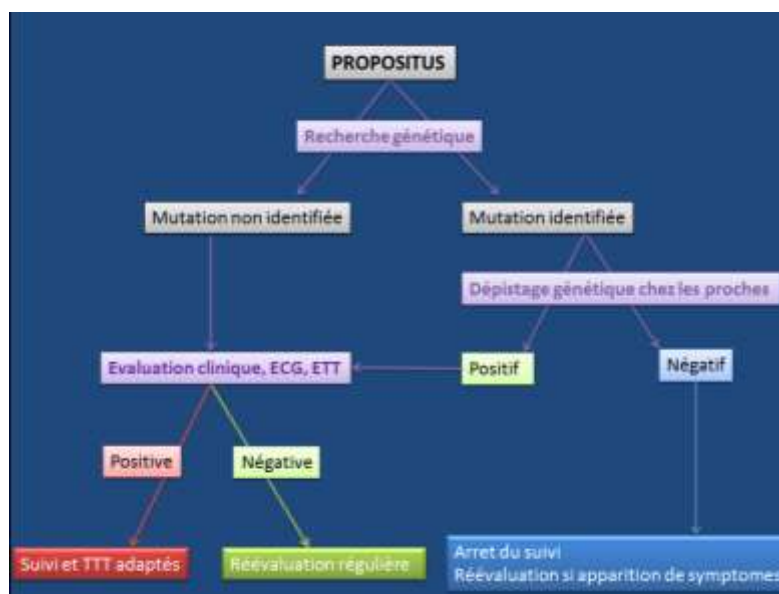 PROPOSITUS
Recherche génétique
Mutation non identifiée
Mutation identifiée
Dépistage génétique chez les proches
Evaluation clinique, ECG, ETT
Positif
Négatif
Positive
Négative
Suivi et TTT adaptés
Réévaluation régulière
Arret du suivi
Réévaluation si apparition de symptomes